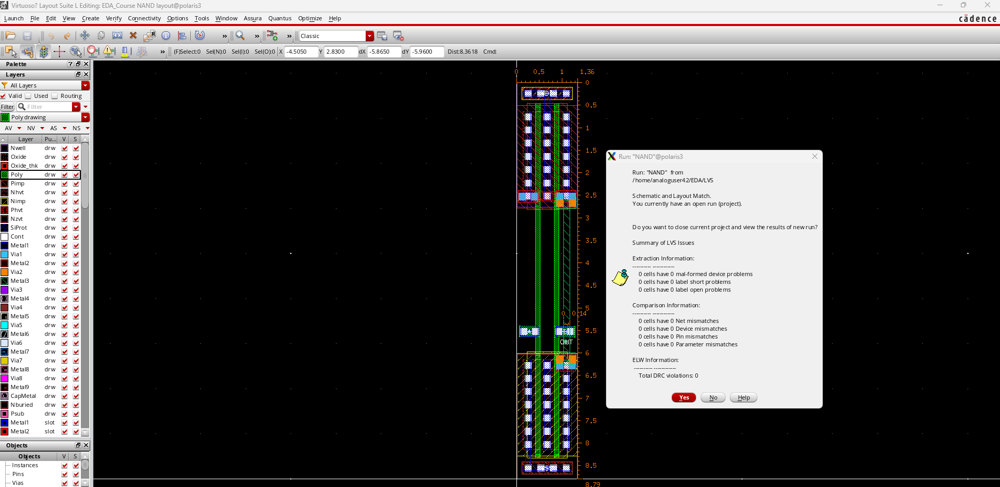 Virtuoso? Layout Suite L Editing: EDA_Course NAND layout@polaris3
Launch File Edit View Create Verify Connectivity Options Tools Window Assura Quantus Optimize Help
cādence
» » » Classic
» (F)Select:0 Sel(N):0 Sel(I):0 Sel(O):0 X -4.5050 Y 2.8300 dX -5.8650 dY -5.9600 Dist:8.3618 Cmd:
Palette ?
Layers
All Layers
Valid Used Routing
Filter Filter
Poly drawing
AV NV AS NS
Layer Pu... V S
Nwell drw
Oxide drw
Oxide_thk drw
Poly drw
Pimp drw
Nhvt drw
Nimp drw
Phvt drw
Nzvt drw
SiProt drw
Cont drw
Metal1 drw
Via1 drw
Metal2 drw
Via2 drw
Metal3 drw
Via3 drw
Metal4 drw
Via4 drw
Metal5 drw
Via5 drw
Metal6 drw
Via6 drw
Metal7 drw
Via7 drw
Metal8 drw
Via8 drw
Metal9 drw
CapMetal drw
Nburied drw
Psub drw
Metal1 slot
Metal2 slot
Objects
Objects V S
Instances
Pins
Vias
0 0.5 1 1.36
0
0.5
1
1.5
2
2.5
3
3.5
4
4.5
5
0 0.14
5.5
OUT
6
6.5
7
7.5
8
8.5
8.79
Run: "NAND"@polaris3
Run: "NAND" from
/home/analoguser42/EDA/LVS
Schematic and Layout Match.
You currently have an open run (project).
Do you want to close current project and view the results of new run?
Summary of LVS Issues
Extraction Information:
---------- ------------
0 cells have 0 mal-formed device problems
0 cells have 0 label short problems
0 cells have 0 label open problems
Comparison Information:
---------- ------------
0 cells have 0 Net mismatches
0 cells have 0 Device mismatches
0 cells have 0 Pin mismatches
0 cells have 0 Parameter mismatches
ELW Information:
---------- ------------
Total DRC violations: 0
Yes No Help